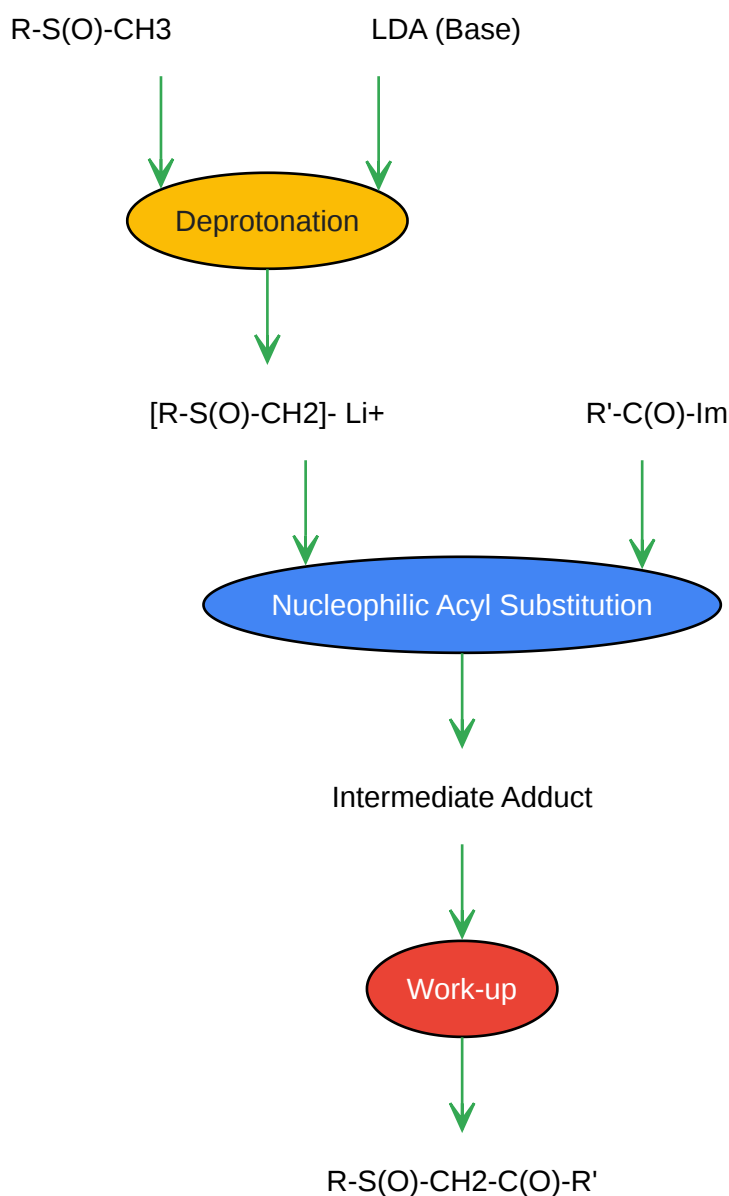 R-S(O)-CH3
LDA (Base)
Deprotonation
[R-S(O)-CH2]- Li+
R'-C(O)-Im
Nucleophilic Acyl Substitution
Intermediate Adduct
Work-up
R-S(O)-CH2-C(O)-R'